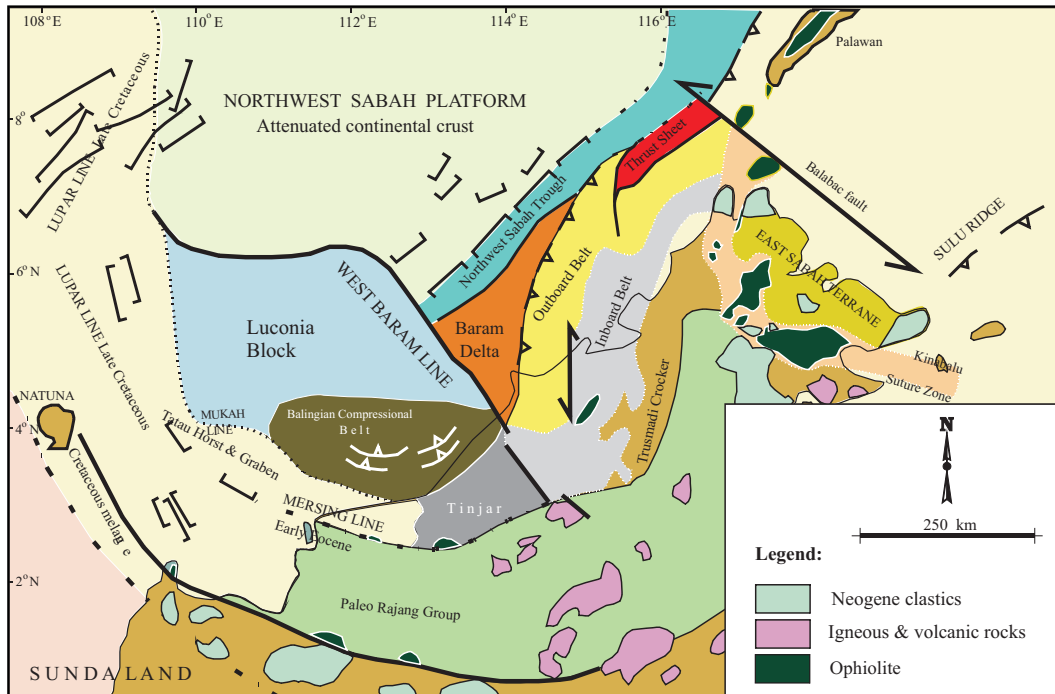 108° E
110° E
112° E
114° E
116° E
Palawan
LUPAR LINE Late Cretaceous
NORTHWEST SABAH PLATFORM
Attenuated continental crust
8°
Thrust Sheet
Balabac fault
Northwest Sabah Trough
SULU RIDGE
6°
EAST SABAH TERRANE
WEST BARAM LINE
Outboard Belt
Inboard Belt
LUPAR LINE Late Cretaceous
Luconia
Block
Baram
Delta
Kinabalu
Suture Zone
Trusmadi Crocker
NATUNA
4° N
MUKAH
LINE
Balingian Compressional
Belt
Tatau Horst & Graben
Cretaceous melange
MERSING LINE
Early Eocene
Tinjar
N
250 km
2° N
Paleo Rajang Group
SUNDALAND
Legend:
Neogene clastics
Igneous & volcanic rocks
Ophiolite